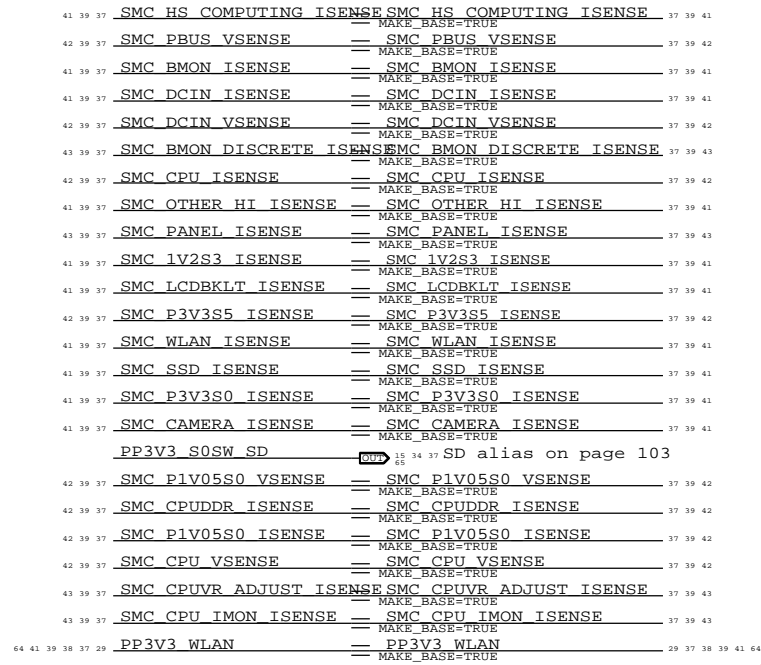 41 39 37 SMC_HS_COMPUTING_ISENSE SMC_HS_COMPUTING_ISENSE 37 39 41
MAKE_BASE=TRUE
42 39 37 SMC_PBUS_VSENSE SMC_PBUS_VSENSE 37 39 42
MAKE_BASE=TRUE
41 39 37 SMC_BMON_ISENSE SMC_BMON_ISENSE 37 39 41
MAKE_BASE=TRUE
41 39 37 SMC_DCIN_ISENSE SMC_DCIN_ISENSE 37 39 41
MAKE_BASE=TRUE
42 39 37 SMC_DCIN_VSENSE SMC_DCIN_VSENSE 37 39 42
MAKE_BASE=TRUE
43 39 37 SMC_BMON_DISCRETE_ISENSE SMC_BMON_DISCRETE_ISENSE 37 39 43
MAKE_BASE=TRUE
42 39 37 SMC_CPU_ISENSE SMC_CPU_ISENSE 37 39 42
MAKE_BASE=TRUE
41 39 37 SMC_OTHER_HI_ISENSE SMC_OTHER_HI_ISENSE 37 39 41
MAKE_BASE=TRUE
43 39 37 SMC_PANEL_ISENSE SMC_PANEL_ISENSE 37 39 43
MAKE_BASE=TRUE
41 39 37 SMC_1V2S3_ISENSE SMC_1V2S3_ISENSE 37 39 41
MAKE_BASE=TRUE
41 39 37 SMC_LCDBKLT_ISENSE SMC_LCDBKLT_ISENSE 37 39 41
MAKE_BASE=TRUE
42 39 37 SMC_P3V3S5_ISENSE SMC_P3V3S5_ISENSE 37 39 42
MAKE_BASE=TRUE
41 39 37 SMC_WLAN_ISENSE SMC_WLAN_ISENSE 37 39 41
MAKE_BASE=TRUE
41 39 37 SMC_SSD_ISENSE SMC_SSD_ISENSE 37 39 41
MAKE_BASE=TRUE
41 39 37 SMC_P3V3S0_ISENSE SMC_P3V3S0_ISENSE 37 39 41
MAKE_BASE=TRUE
41 39 37 SMC_CAMERA_ISENSE SMC_CAMERA_ISENSE 37 39 41
MAKE_BASE=TRUE
PP3V3_S0SW_SD OUT 15 34 37 SD alias on page 103
65
42 39 37 SMC_P1V05S0_VSENSE SMC_P1V05S0_VSENSE 37 39 42
MAKE_BASE=TRUE
42 39 37 SMC_CPUDDR_ISENSE SMC_CPUDDR_ISENSE 37 39 42
MAKE_BASE=TRUE
42 39 37 SMC_P1V05S0_ISENSE SMC_P1V05S0_ISENSE 37 39 42
MAKE_BASE=TRUE
42 39 37 SMC_CPU_VSENSE SMC_CPU_VSENSE 37 39 42
MAKE_BASE=TRUE
43 39 37 SMC_CPUVR_ADJUST_ISENSE SMC_CPUVR_ADJUST_ISENSE 37 39 43
MAKE_BASE=TRUE
43 39 37 SMC_CPU_IMON_ISENSE SMC_CPU_IMON_ISENSE 37 39 43
MAKE_BASE=TRUE
64 41 39 38 37 29 PP3V3_WLAN PP3V3_WLAN 29 37 38 39 41 64
MAKE_BASE=TRUE